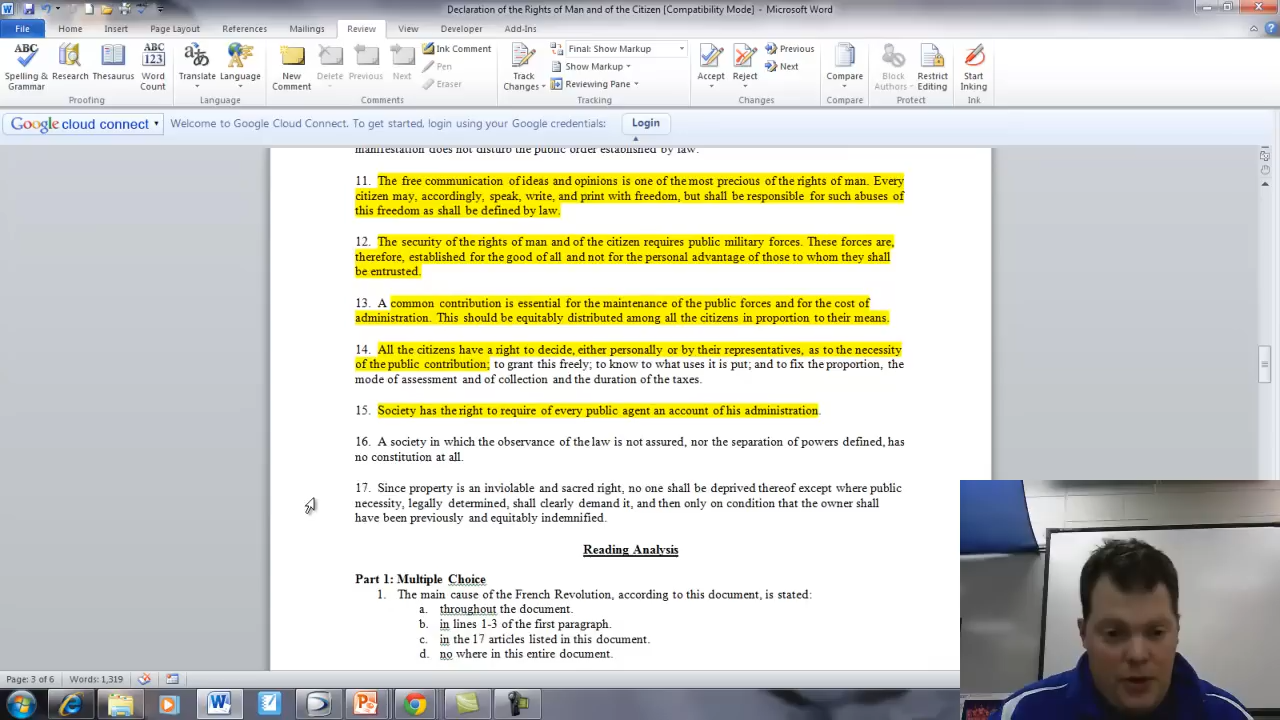 Declaration of the Rights of Man and of the Citizen [Compatibility Mode] - Microsoft Word
File Home Insert Page Layout References Mailings Review View Developer Add-Ins
Spelling & Grammar
Research
Thesaurus
Word Count
Proofing
Translate
Language
Language
New Comment
Delete
Previous
Next
Ink Comment
Pen
Eraser
Comments
Track Changes
Final: Show Markup
Show Markup
Reviewing Pane
Tracking
Accept
Reject
Previous
Next
Changes
Compare
Compare
Block Authors
Restrict Editing
Protect
Start Inking
Ink
Google cloud connect
Welcome to Google Cloud Connect. To get started, login using your Google credentials:
Login
manifestation does not disturb the public order established by law.
11. The free communication of ideas and opinions is one of the most precious of the rights of man. Every
citizen may, accordingly, speak, write, and print with freedom, but shall be responsible for such abuses of
this freedom as shall be defined by law.
12. The security of the rights of man and of the citizen requires public military forces. These forces are,
therefore, established for the good of all and not for the personal advantage of those to whom they shall
be entrusted.
13. A common contribution is essential for the maintenance of the public forces and for the cost of
administration. This should be equitably distributed among all the citizens in proportion to their means.
14. All the citizens have a right to decide, either personally or by their representatives, as to the necessity
of the public contribution; to grant this freely; to know to what uses it is put; and to fix the proportion, the
mode of assessment and of collection and the duration of the taxes.
15. Society has the right to require of every public agent an account of his administration.
16. A society in which the observance of the law is not assured, nor the separation of powers defined, has
no constitution at all.
17. Since property is an inviolable and sacred right, no one shall be deprived thereof except where public
necessity, legally determined, shall clearly demand it, and then only on condition that the owner shall
have been previously and equitably indemnified.
Reading Analysis
Part 1: Multiple Choice
1. The main cause of the French Revolution, according to this document, is stated:
a. throughout the document.
b. in lines 1-3 of the first paragraph.
c. in the 17 articles listed in this document.
d. no where in this entire document.
Page: 3 of 6 Words: 1,319